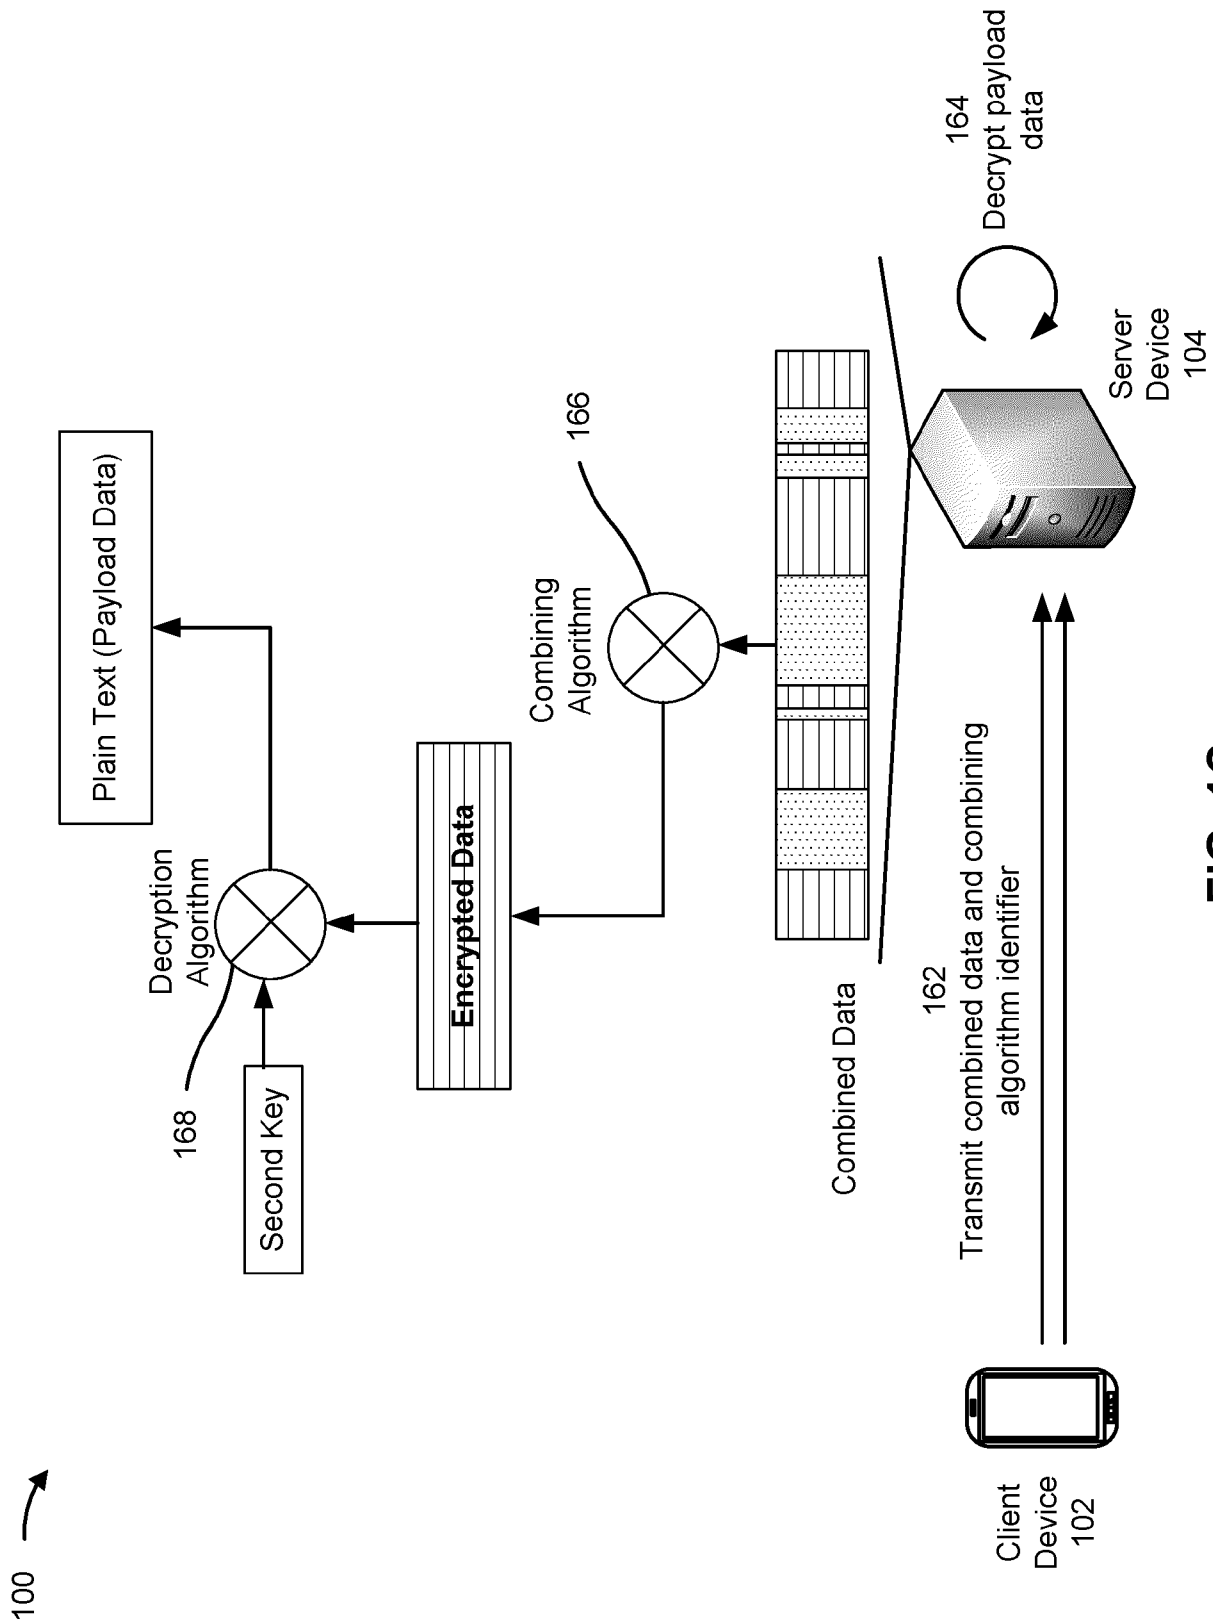 100
Plain Text (Payload Data)
Decryption
Algorithm
168
Second Key
Encrypted Data
Combining
Algorithm
166
Combined Data
162
Transmit combined data and combining
algorithm identifier
164
Decrypt payload
data
Client
Device
102
Server
Device
104
FIG.